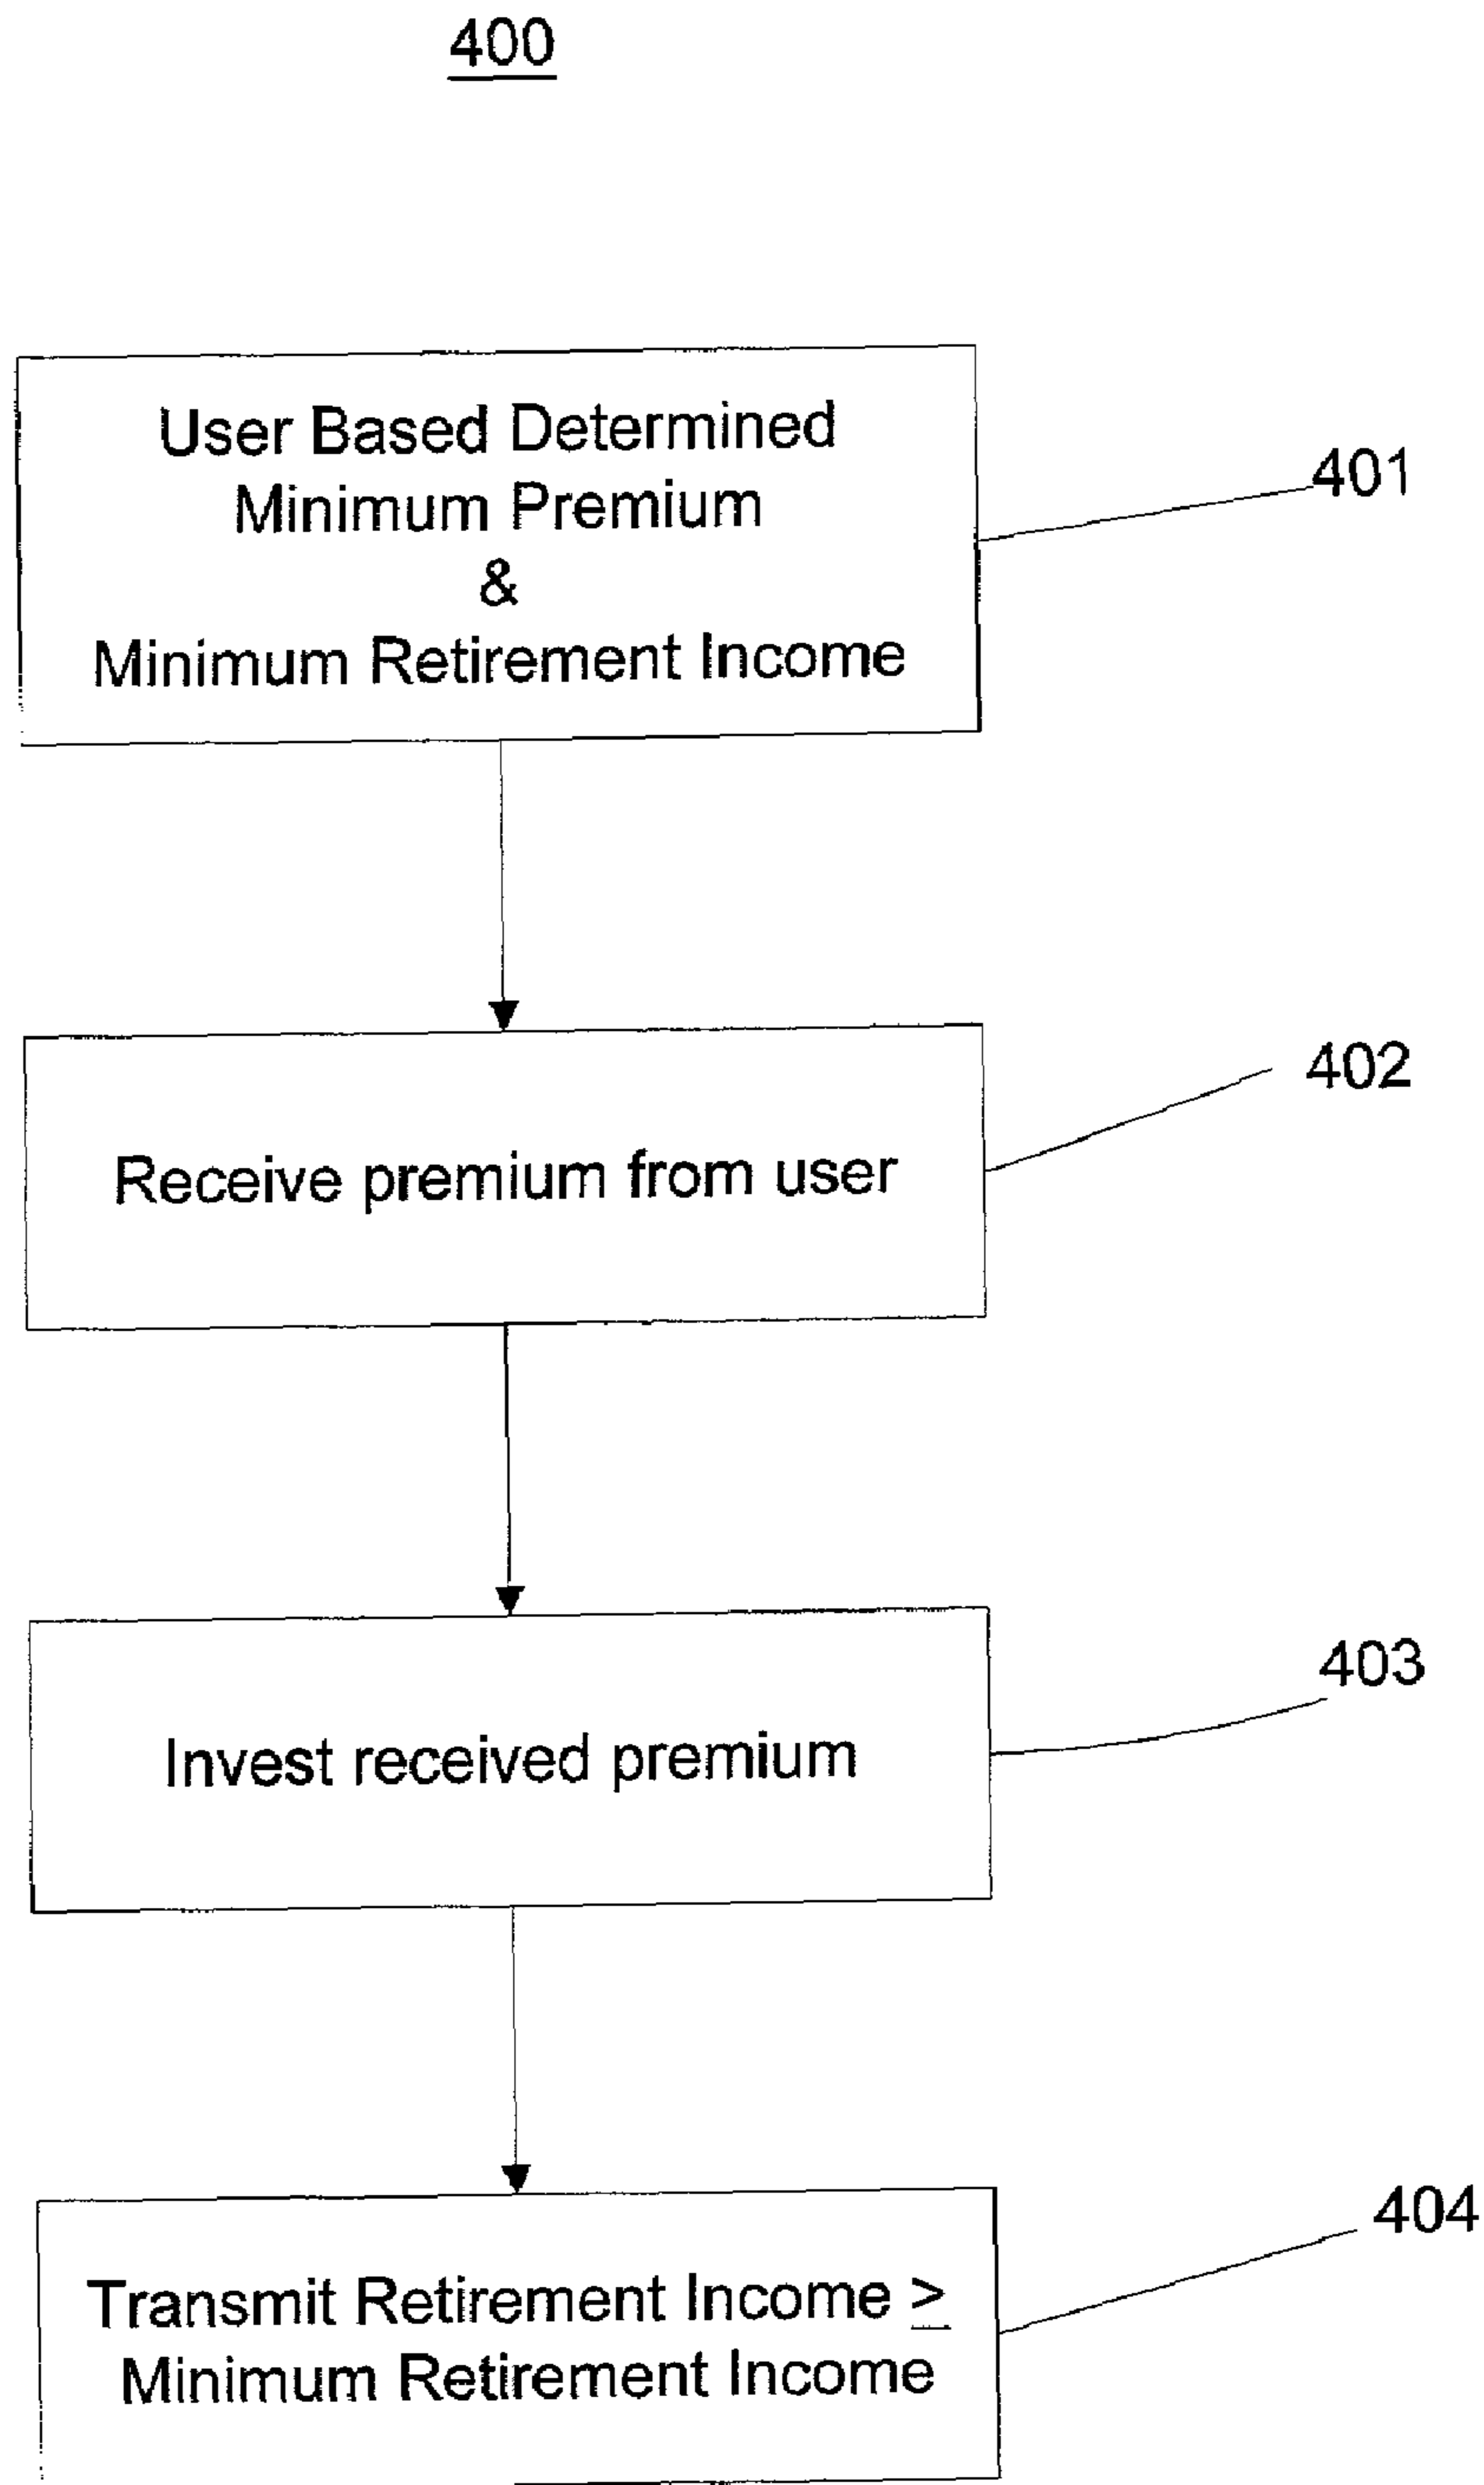 400
User Based Determined
Minimum Premium
&
Minimum Retirement Income
401
Receive premium from user
402
Invest received premium
403
Transmit Retirement Income ≥
Minimum Retirement Income
404